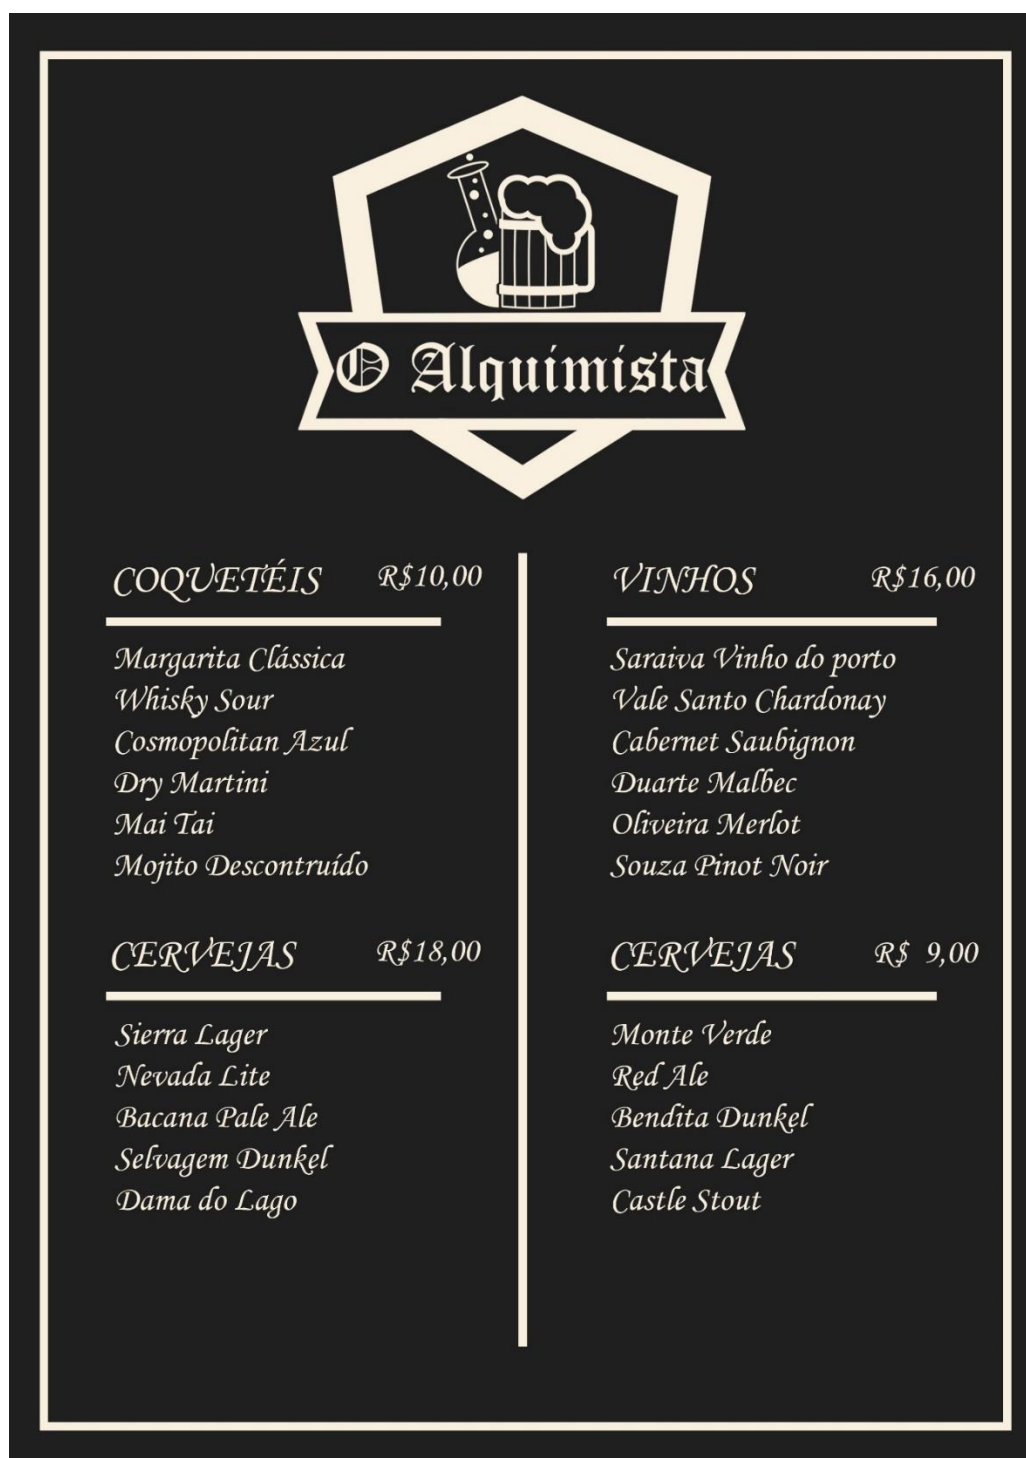 O Alquimista
COQUETÉIS R$10,00
Margarita Clássica
Whisky Sour
Cosmopolitan Azul
Dry Martini
Mai Tai
Mojito Descontruído
CERVEJAS R$18,00
Sierra Lager
Nevada Lite
Bacana Pale Ale
Selvagem Dunkel
Dama do Lago
VINHOS R$16,00
Saraiva Vinho do porto
Vale Santo Chardonay
Cabernet Saubignon
Duarte Malbec
Oliveira Merlot
Souza Pinot Noir
CERVEJAS R$ 9,00
Monte Verde
Red Ale
Bendita Dunkel
Santana Lager
Castle Stout